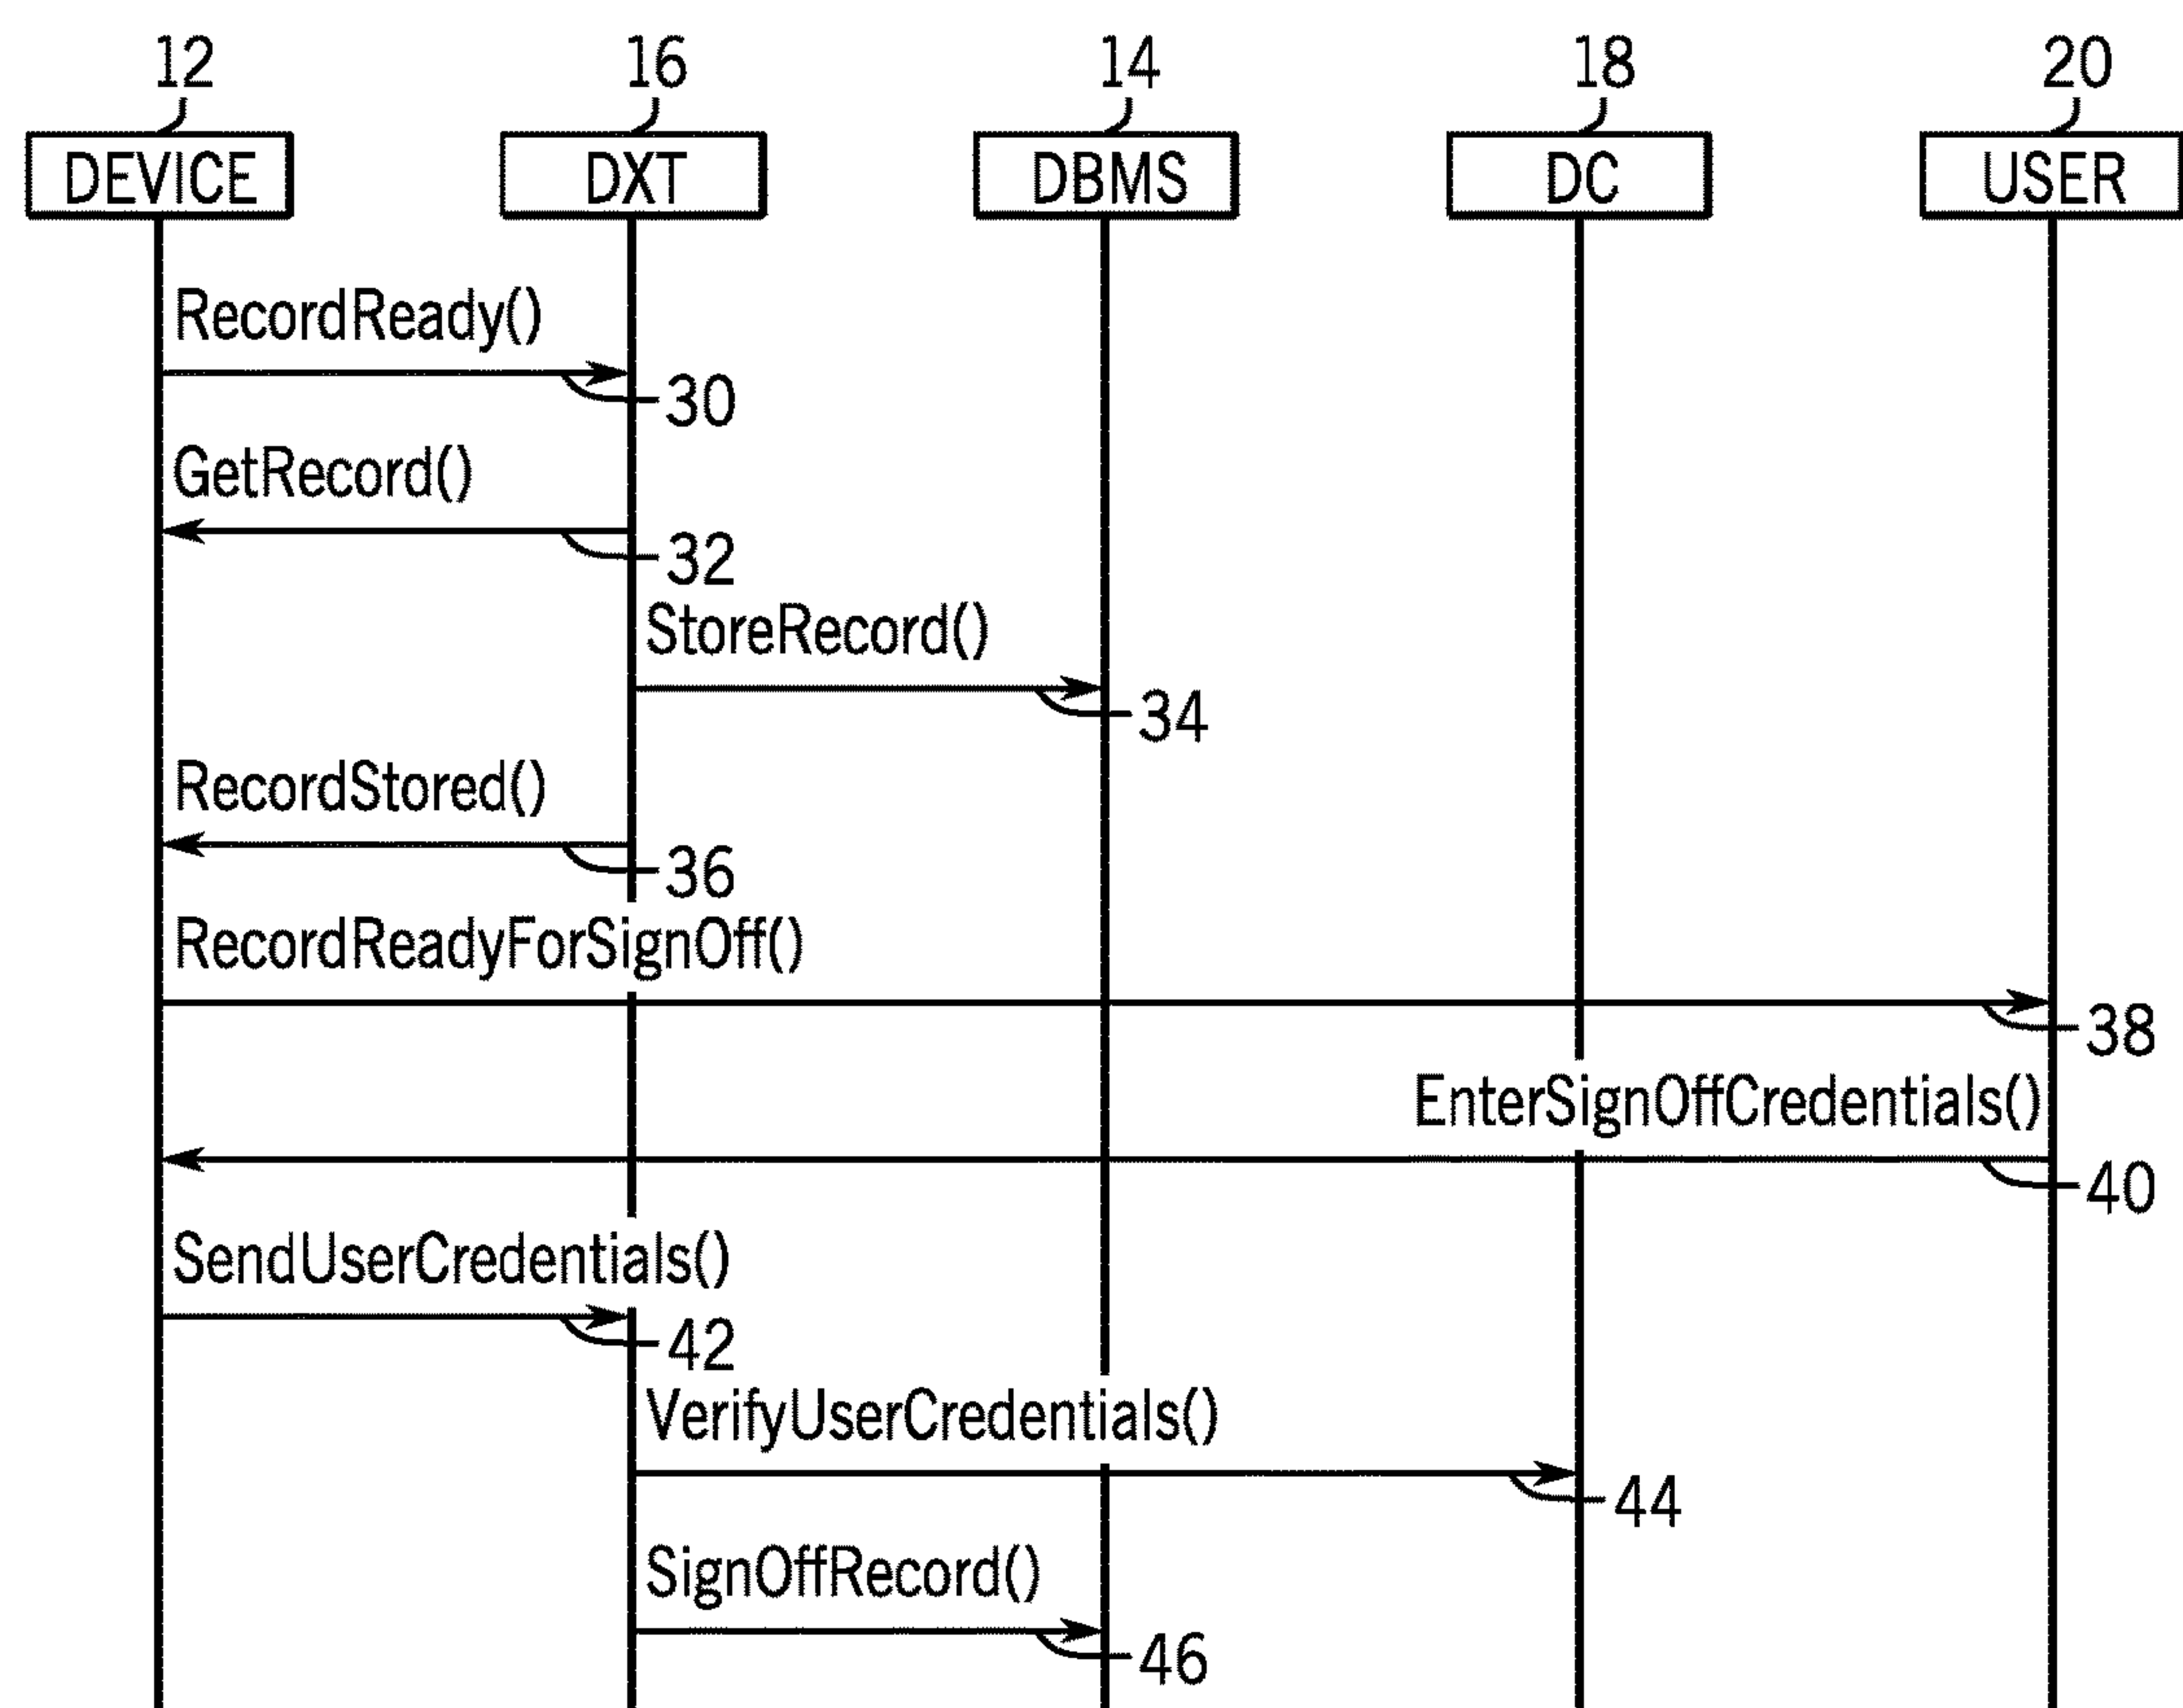 12 16 14 18 20
DEVICE DXT DBMS DC USER
RecordReady()
30
GetRecord()
32
StoreRecord()
34
RecordStored()
36
RecordReadyForSignOff()
38
EnterSignOffCredentials()
40
SendUserCredentials()
42
VerifyUserCredentials()
44
SignOffRecord()
46